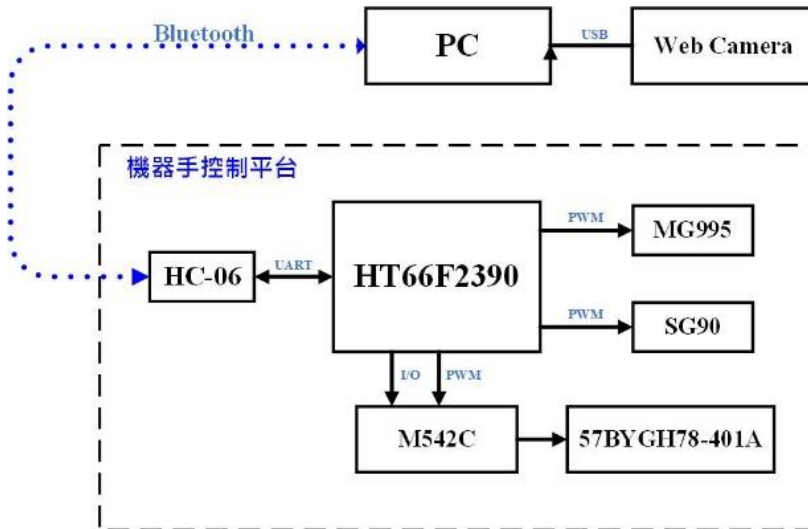 Bluetooth
PC
USB
Web Camera
機器手控制平台
HC-06
UART
HT66F2390
PWM
MG995
PWM
SG90
I/O
PWM
M542C
57BYGH78-401A